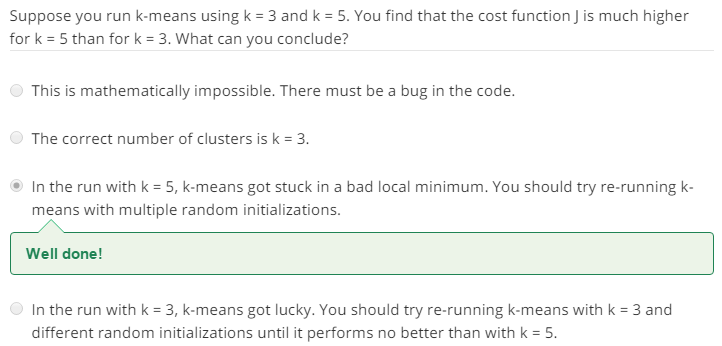 Suppose you run k-means using k = 3 and k = 5. You find that the cost function J is much higher
for k = 5 than for k = 3. What can you conclude?
This is mathematically impossible. There must be a bug in the code.
The correct number of clusters is k = 3.
In the run with k = 5, k-means got stuck in a bad local minimum. You should try re-running k-
means with multiple random initializations.
Well done!
In the run with k = 3, k-means got lucky. You should try re-running k-means with k = 3 and
different random initializations until it performs no better than with k = 5.